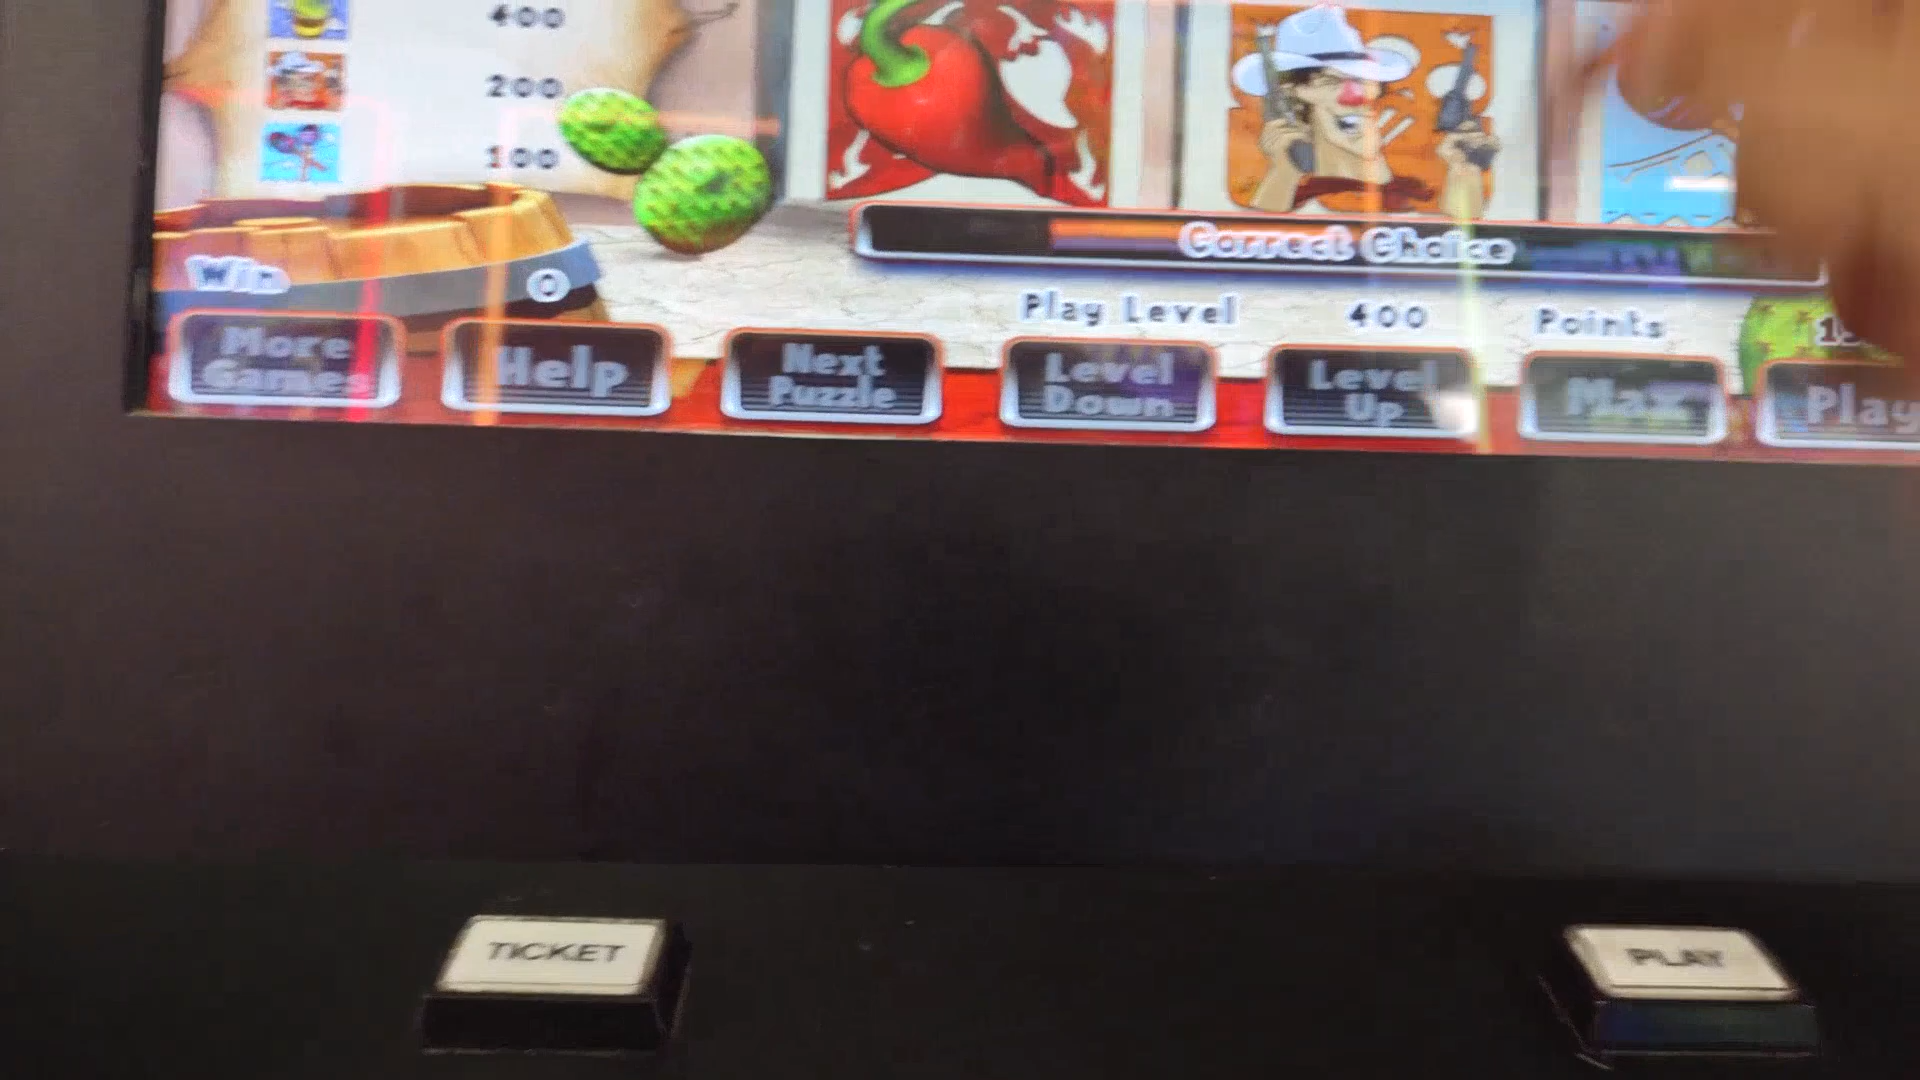 400
200
100
Correct Choice
Win 0
Play Level 400 Points
More Games
Help
Next Puzzle
Level Down
Level Up
Max
Play
TICKET
PLAY